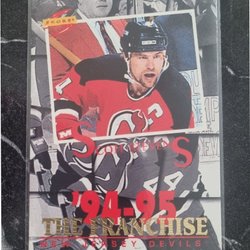 SCORE
'94-95
THE FRANCHISE
NEW JERSEY DEVILS